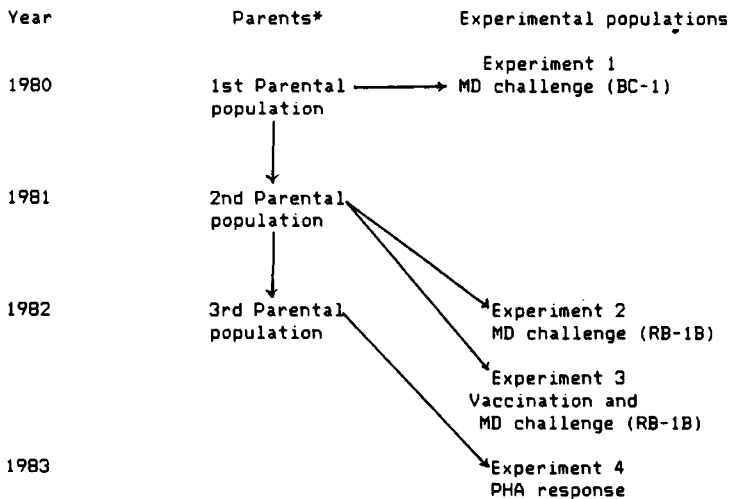 Year Parents* Experimental populations
Experiment 1
1980 1st Parental MD challenge (BC-1)
population
1981 2nd Parental
population
1982 3rd Parental Experiment 2
population MD challenge (RB-1B)
Experiment 3
Vaccination and
MD challenge (RB-1B)
1983 Experiment 4
PHA response